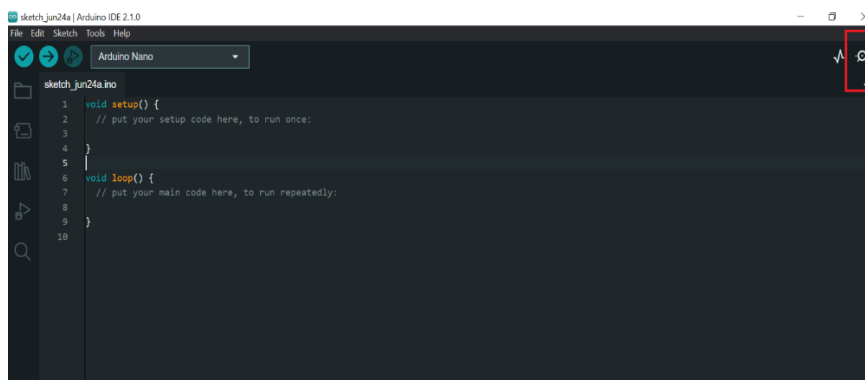 sketch_jun24a | Arduino IDE 2.1.0
File Edit Sketch Tools Help
Arduino Nano
sketch_jun24a.ino
1 void setup() {
2 // put your setup code here, to run once:
3
4 }
5
6 void loop() {
7 // put your main code here, to run repeatedly:
8
9 }
10